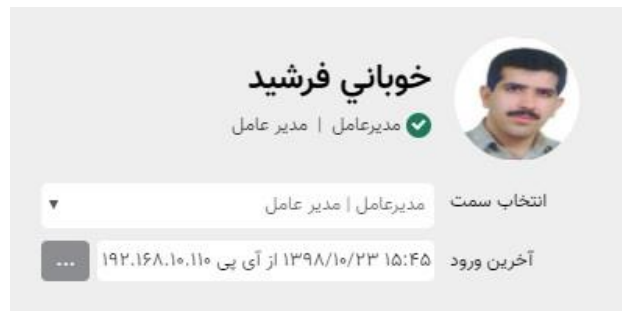 خوباني فرشيد
مدیرعامل | مدیر عامل
انتخاب سمت مدیرعامل | مدیر عامل
آخرین ورود ۱۵:۴۵ ۱۳۹۸/۱۰/۲۳ از آی پی ۱۹۲.۱۶۸.۱۰.۱۱۰ ...